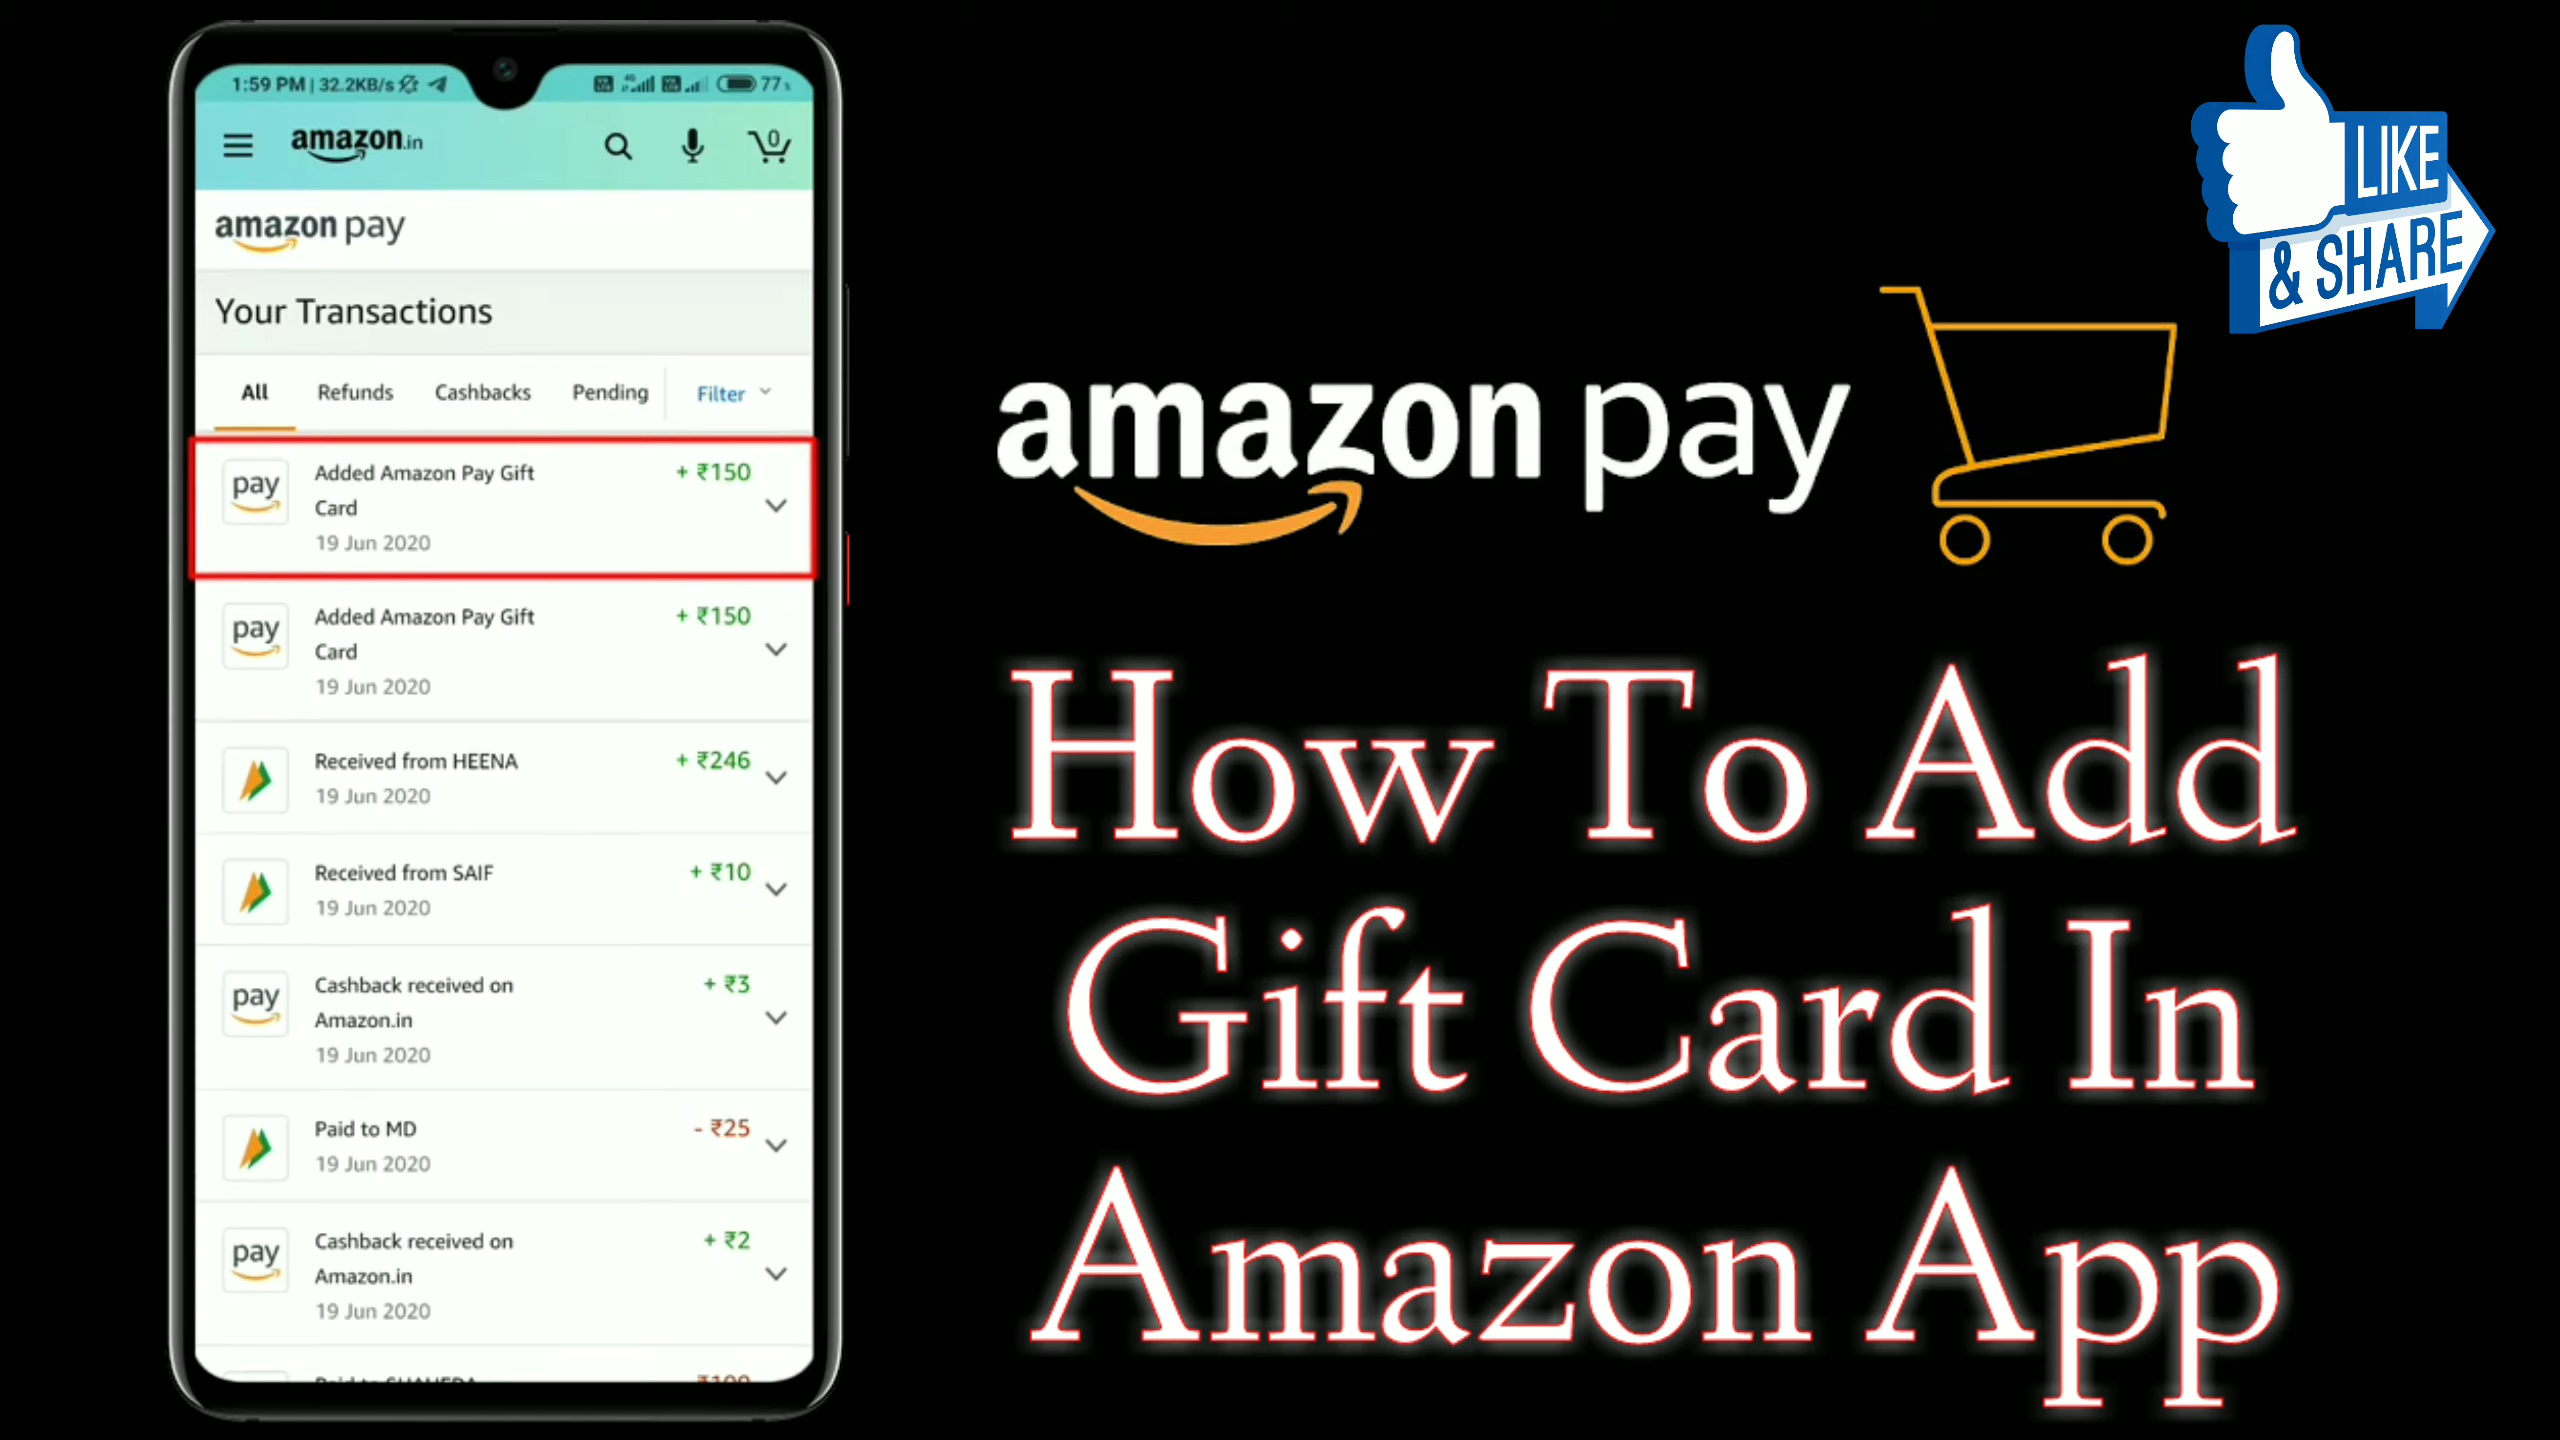 1:59 PM | 32.2KB/s
77
amazon.in
0
amazon pay
Your Transactions
All Refunds Cashbacks Pending Filter
pay
Added Amazon Pay Gift
Card
+ ₹150
19 Jun 2020
pay
Added Amazon Pay Gift
Card
+ ₹150
19 Jun 2020
Received from HEENA + ₹246
19 Jun 2020
Received from SAIF + ₹10
19 Jun 2020
pay
Cashback received on
Amazon.in
+ ₹3
19 Jun 2020
Paid to MD - ₹25
19 Jun 2020
pay
Cashback received on
Amazon.in
+ ₹2
19 Jun 2020
LIKE
& SHARE
amazon pay
How To Add
Gift Card In
Amazon App